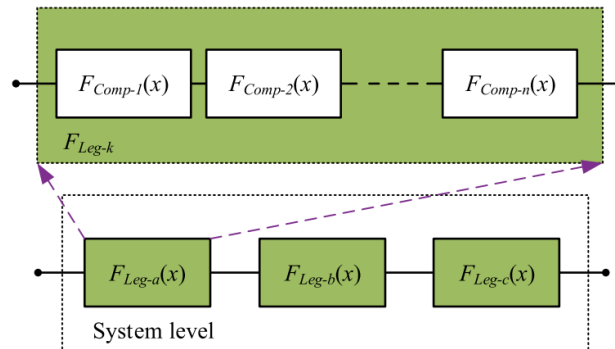 F_Comp-1(x) F_Comp-2(x) F_Comp-n(x)
F_Leg-k
F_Leg-a(x) F_Leg-b(x) F_Leg-c(x)
System level